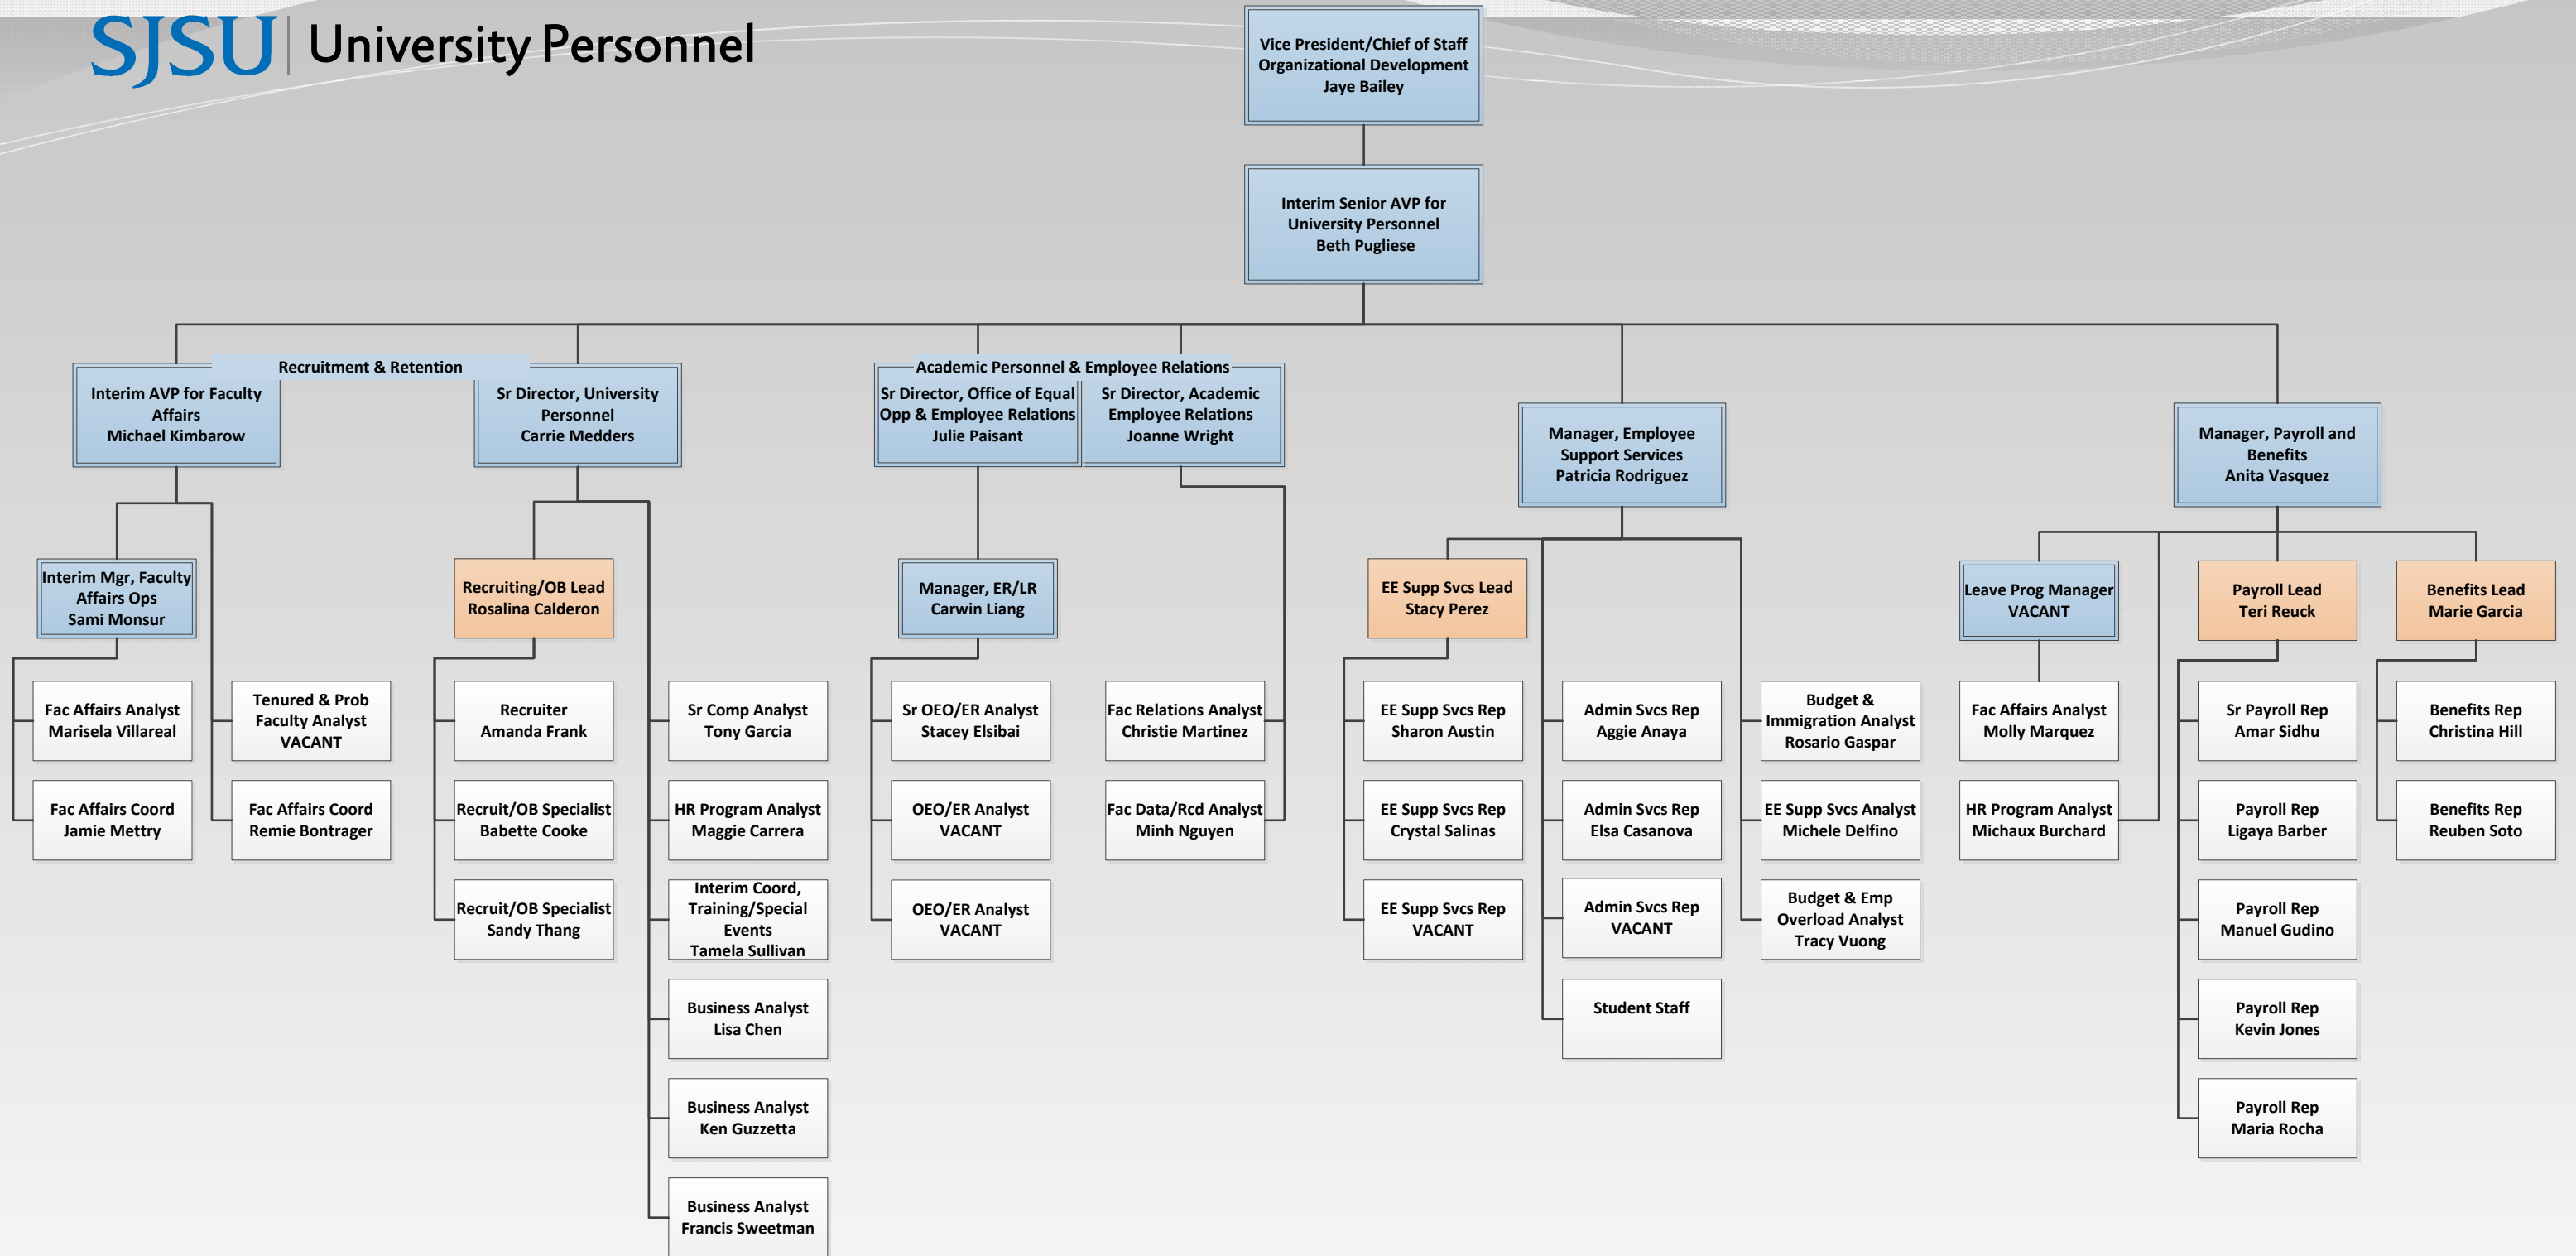 SJSU University Personnel
Vice President/Chief of Staff
Organizational Development
Jaye Bailey
Interim Senior AVP for
University Personnel
Beth Pugliese
Recruitment & Retention
Interim AVP for Faculty
Affairs
Michael Kimbarow
Sr Director, University
Personnel
Carrie Medders
Academic Personnel & Employee Relations
Sr Director, Office of Equal
Opp & Employee Relations
Julie Paisant
Sr Director, Academic
Employee Relations
Joanne Wright
Manager, Employee
Support Services
Patricia Rodriguez
Manager, Payroll and
Benefits
Anita Vasquez
Interim Mgr, Faculty
Affairs Ops
Sami Monsur
Recruiting/OB Lead
Rosalina Calderon
Manager, ER/LR
Carwin Liang
EE Supp Svcs Lead
Stacy Perez
Leave Prog Manager
VACANT
Payroll Lead
Teri Reuck
Benefits Lead
Marie Garcia
Fac Affairs Analyst
Marisela Villareal
Tenured & Prob
Faculty Analyst
VACANT
Recruiter
Amanda Frank
Sr Comp Analyst
Tony Garcia
Sr OEO/ER Analyst
Stacey Elsibai
Fac Relations Analyst
Christie Martinez
EE Supp Svcs Rep
Sharon Austin
Admin Svcs Rep
Aggie Anaya
Budget &
Immigration Analyst
Rosario Gaspar
Fac Affairs Analyst
Molly Marquez
Sr Payroll Rep
Amar Sidhu
Benefits Rep
Christina Hill
Fac Affairs Coord
Jamie Mettry
Fac Affairs Coord
Remie Bontrager
Recruit/OB Specialist
Babette Cooke
HR Program Analyst
Maggie Carrera
OEO/ER Analyst
VACANT
Fac Data/Rcd Analyst
Minh Nguyen
EE Supp Svcs Rep
Crystal Salinas
Admin Svcs Rep
Elsa Casanova
EE Supp Svcs Analyst
Michele Delfino
HR Program Analyst
Michaux Burchard
Payroll Rep
Ligaya Barber
Benefits Rep
Reuben Soto
Recruit/OB Specialist
Sandy Thang
Interim Coord,
Training/Special
Events
Tamela Sullivan
OEO/ER Analyst
VACANT
EE Supp Svcs Rep
VACANT
Admin Svcs Rep
VACANT
Budget & Emp
Overload Analyst
Tracy Vuong
Payroll Rep
Manuel Gudino
Business Analyst
Lisa Chen
Student Staff
Payroll Rep
Kevin Jones
Business Analyst
Ken Guzzetta
Payroll Rep
Maria Rocha
Business Analyst
Francis Sweetman